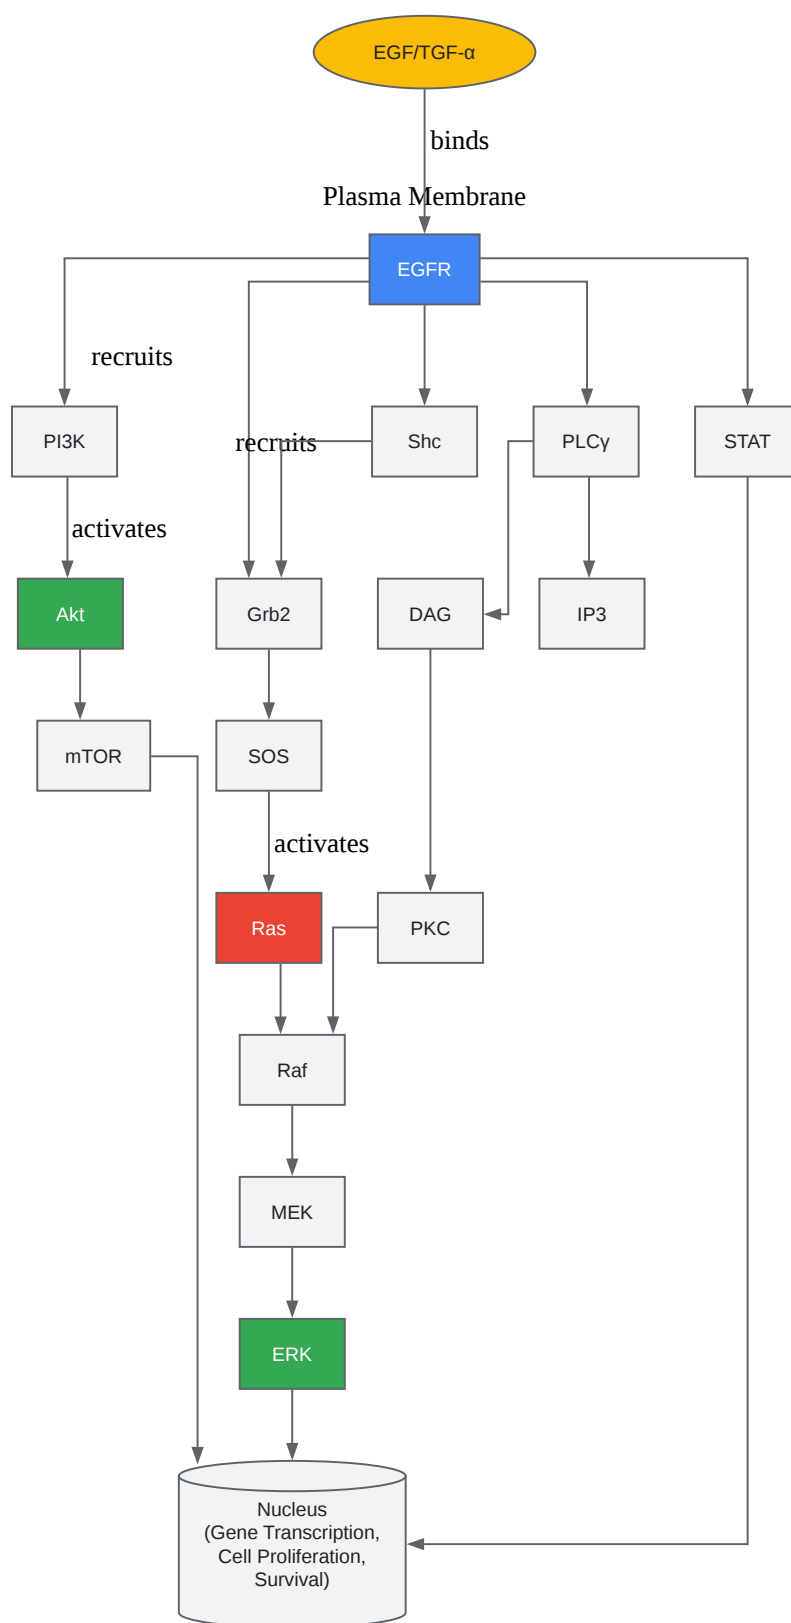 EGF/TGF-α
binds
Plasma Membrane
EGFR
recruits
PI3K
recruits
Shc
PLCγ
STAT
activates
Akt
Grb2
DAG
IP3
mTOR
SOS
activates
Ras
PKC
Raf
MEK
ERK
Nucleus
(Gene Transcription,
Cell Proliferation,
Survival)